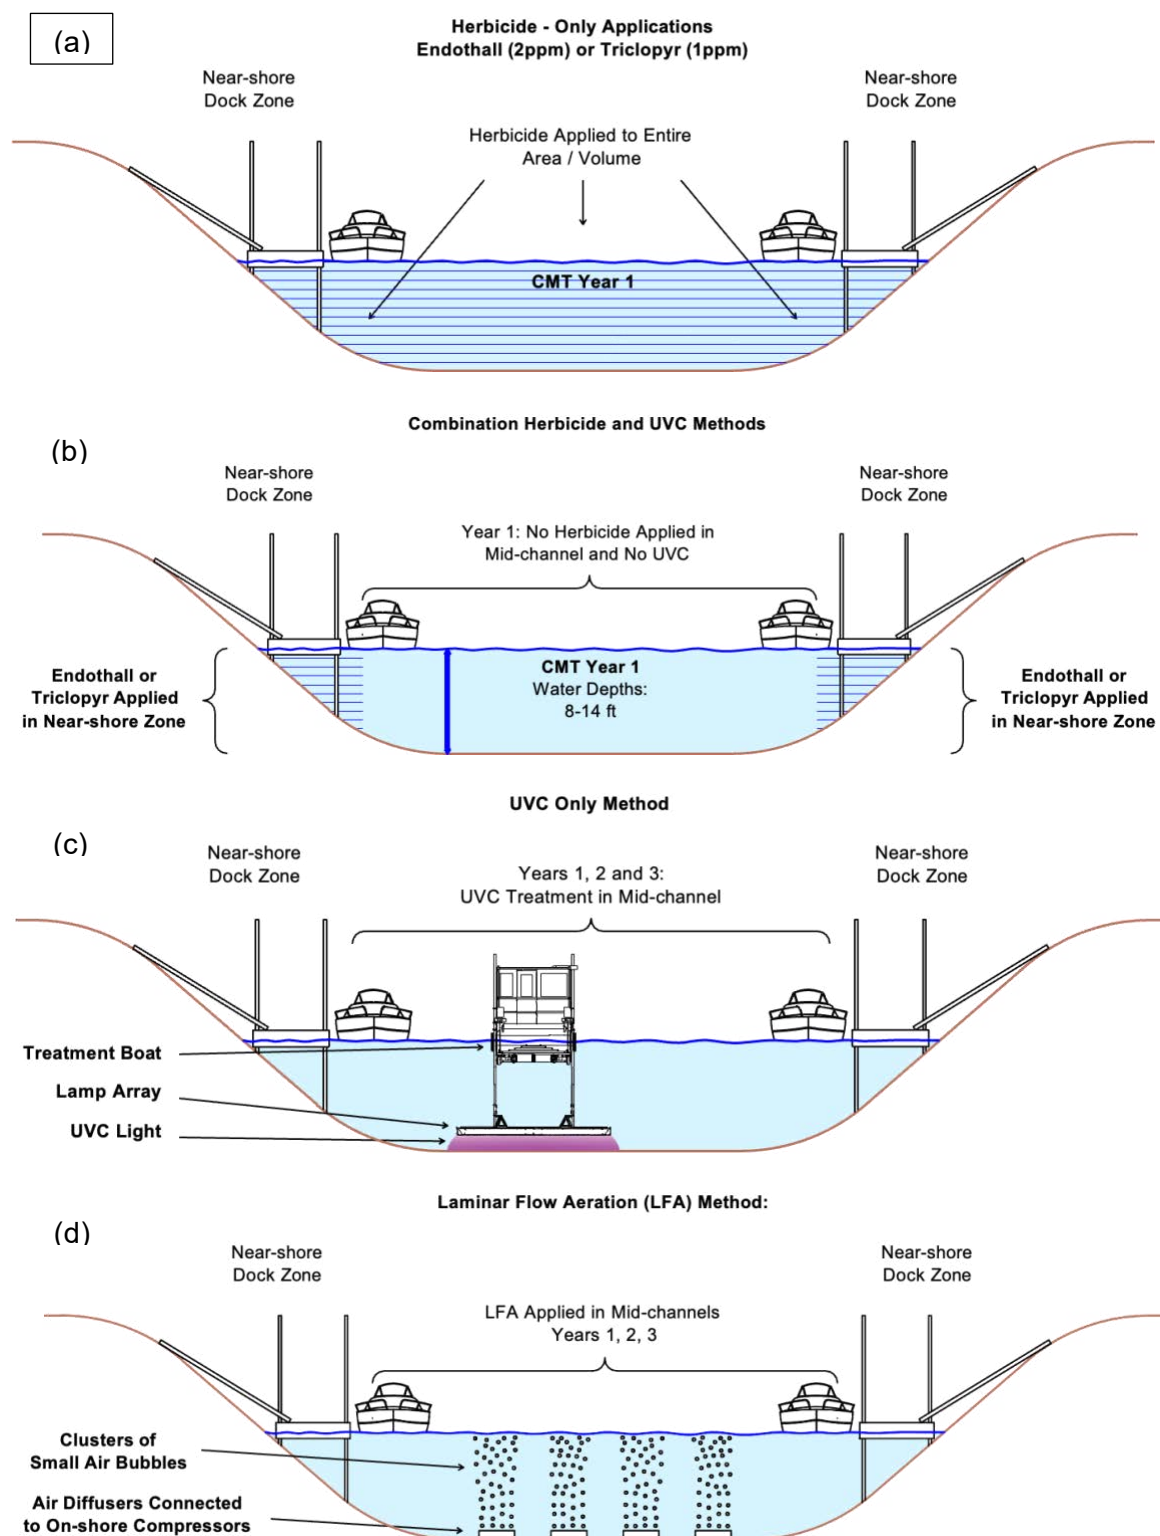 (a)
Herbicide - Only Applications
Endothall (2ppm) or Triclopyr (1ppm)
Near-shore
Dock Zone
Near-shore
Dock Zone
Herbicide Applied to Entire
Area / Volume
CMT Year 1
Combination Herbicide and UVC Methods
(b)
Near-shore
Dock Zone
Near-shore
Dock Zone
Year 1: No Herbicide Applied in
Mid-channel and No UVC
Endothall or
Triclopyr Applied
in Near-shore Zone
CMT Year 1
Water Depths:
8-14 ft
Endothall or
Triclopyr Applied
in Near-shore Zone
UVC Only Method
(c)
Near-shore
Dock Zone
Near-shore
Dock Zone
Years 1, 2 and 3:
UVC Treatment in Mid-channel
Treatment Boat
Lamp Array
UVC Light
Laminar Flow Aeration (LFA) Method:
(d)
Near-shore
Dock Zone
Near-shore
Dock Zone
LFA Applied in Mid-channels
Years 1, 2, 3
Clusters of
Small Air Bubbles
Air Diffusers Connected
to On-shore Compressors